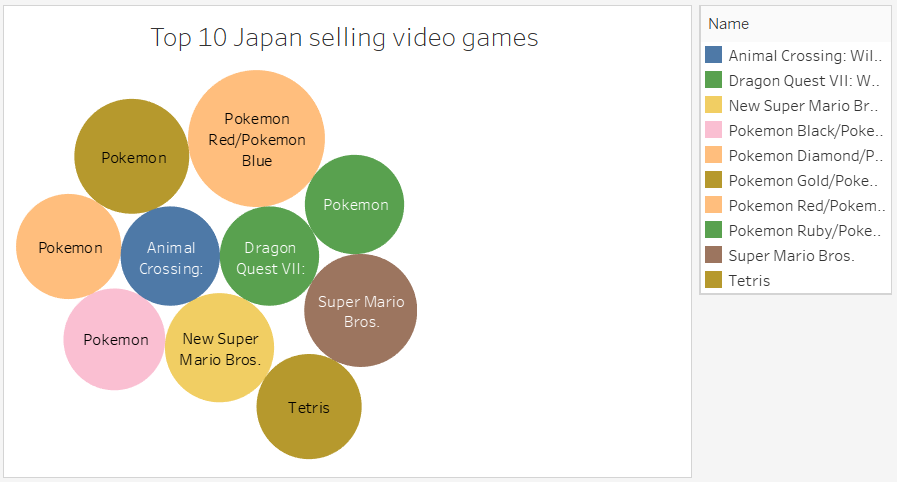 Top 10 Japan selling video games
Pokemon
Red/Pokemon
Blue
Pokemon
Pokemon
Pokemon
Animal
Crossing:
Dragon
Quest VII:
Super Mario
Bros.
Pokemon
New Super
Mario Bros.
Tetris
Name
Animal Crossing: Wil..
Dragon Quest VII: W..
New Super Mario Br..
Pokemon Black/Poke..
Pokemon Diamond/P..
Pokemon Gold/Poke..
Pokemon Red/Pokem..
Pokemon Ruby/Poke..
Super Mario Bros.
Tetris